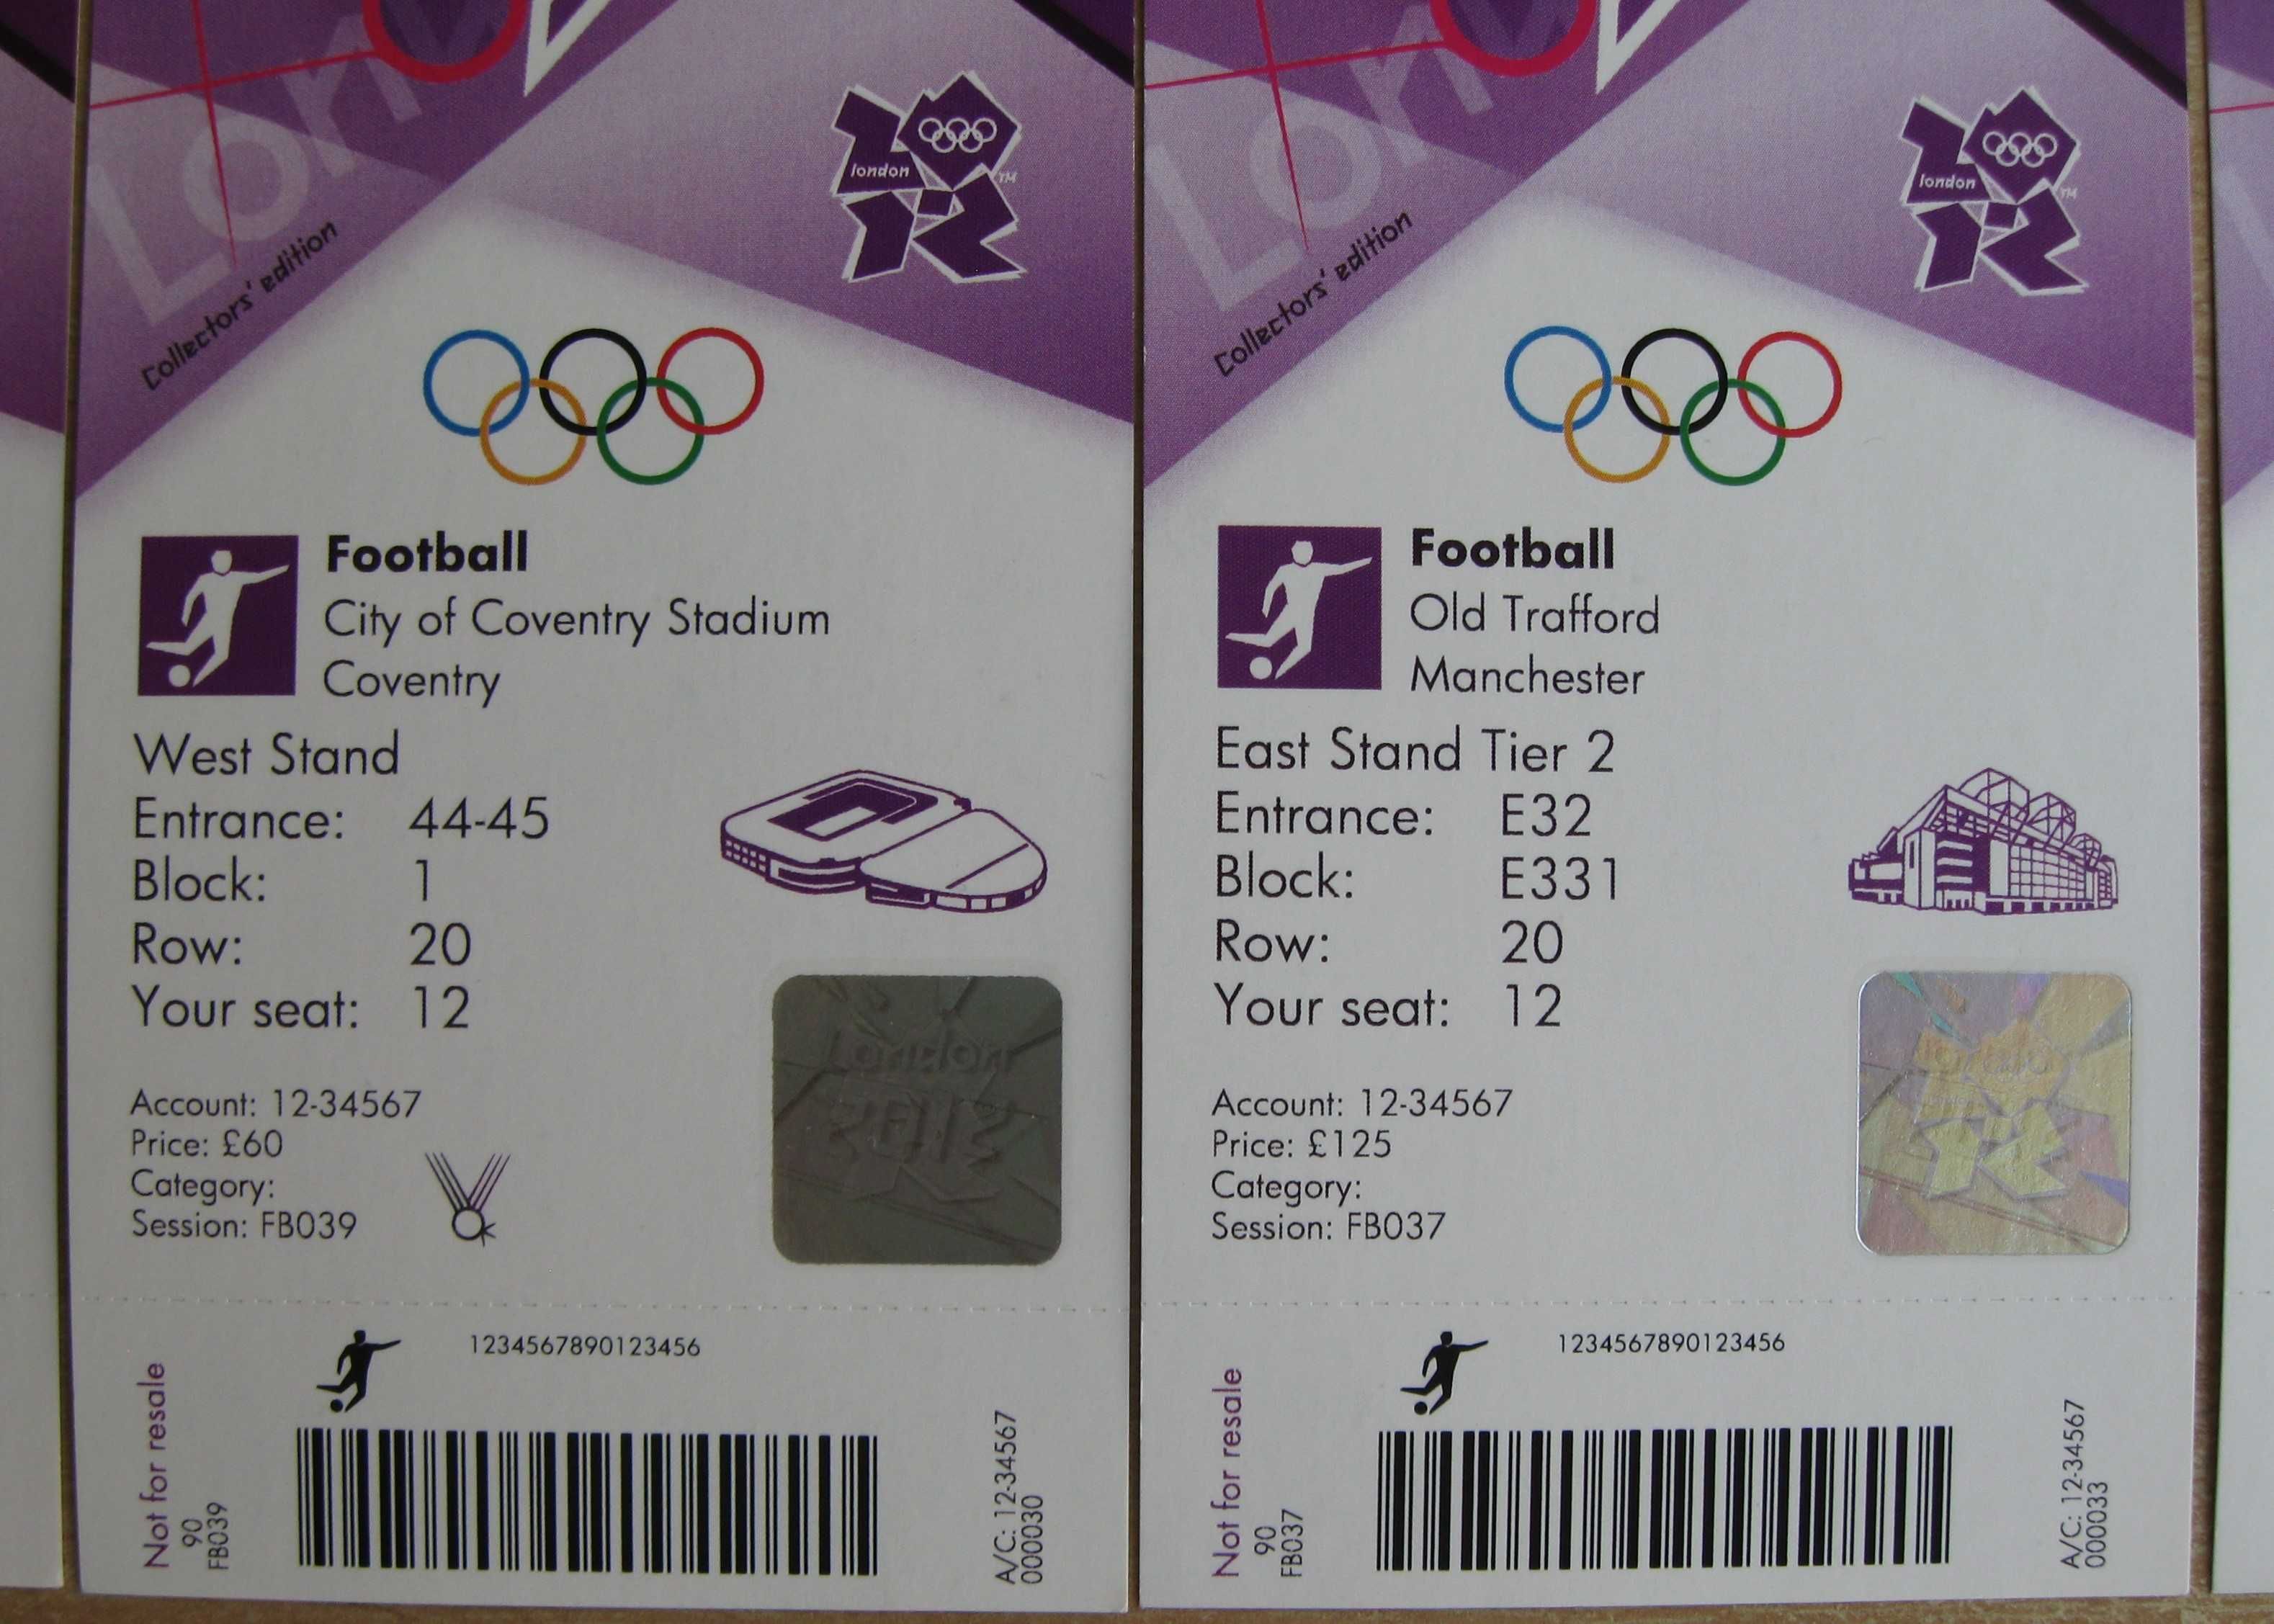 Lon
Collectors' edition
london
TM
Football
City of Coventry Stadium
Coventry
West Stand
Entrance: 44-45
Block: 1
Row: 20
Your seat: 12
Account: 12-34567
Price: £60
Category:
Session: FB039
London
2012
1234567890123456
Not for resale
90
FB039
A/C: 12-34567
000030
Lon
Collectors' edition
london
TM
Football
Old Trafford
Manchester
East Stand Tier 2
Entrance: E32
Block: E331
Row: 20
Your seat: 12
Account: 12-34567
Price: £125
Category:
Session: FB037
london
1234567890123456
Not for resale
90
FB037
A/C: 12-34567
000033